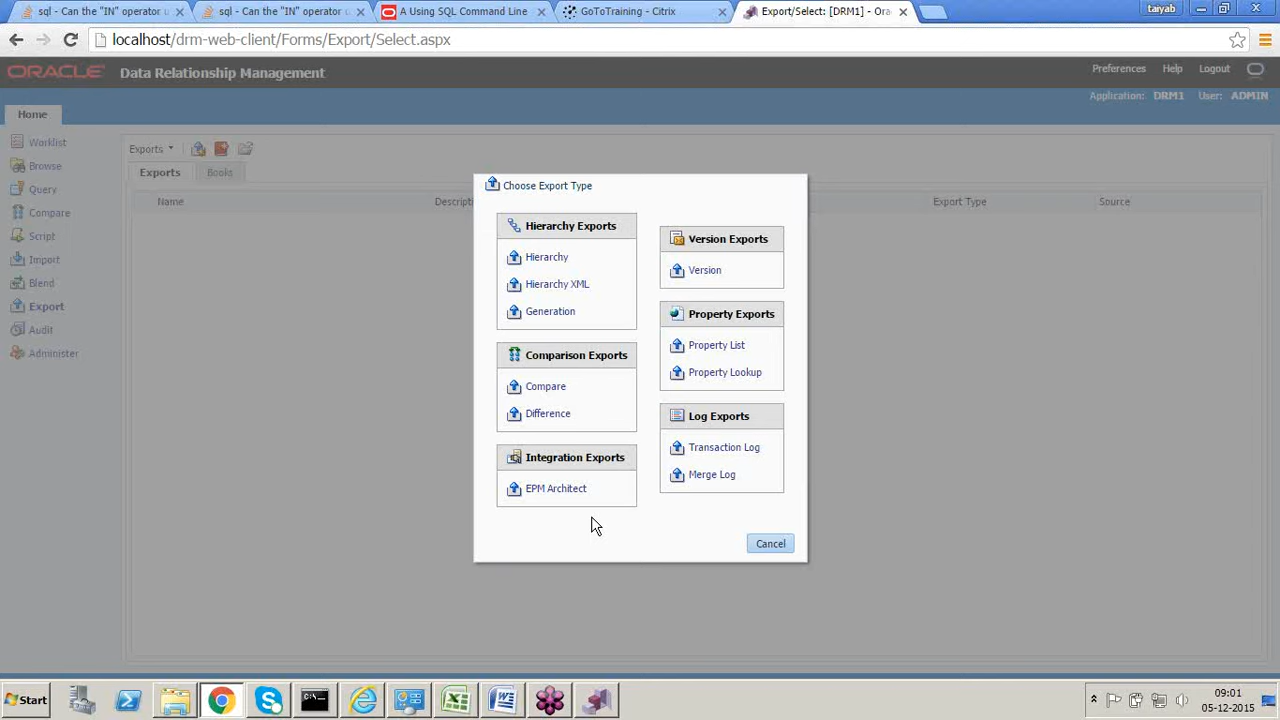 sql - Can the "IN" operator
sql - Can the "IN" operator
A Using SQL Command Line
GoToTraining - Citrix
Export/Select: [DRM1] - Ora
taiyab
localhost/drm-web-client/Forms/Export/Select.aspx
ORACLE Data Relationship Management
Preferences Help Logout
Application: DRM1 User: ADMIN
Home
Worklist
Browse
Query
Compare
Script
Import
Blend
Export
Audit
Administer
Exports
Exports Books
Name Descripti Export Type Source
Choose Export Type
Hierarchy Exports
Hierarchy
Hierarchy XML
Generation
Comparison Exports
Compare
Difference
Integration Exports
EPM Architect
Version Exports
Version
Property Exports
Property List
Property Lookup
Log Exports
Transaction Log
Merge Log
Cancel
Start
09:01
05-12-2015